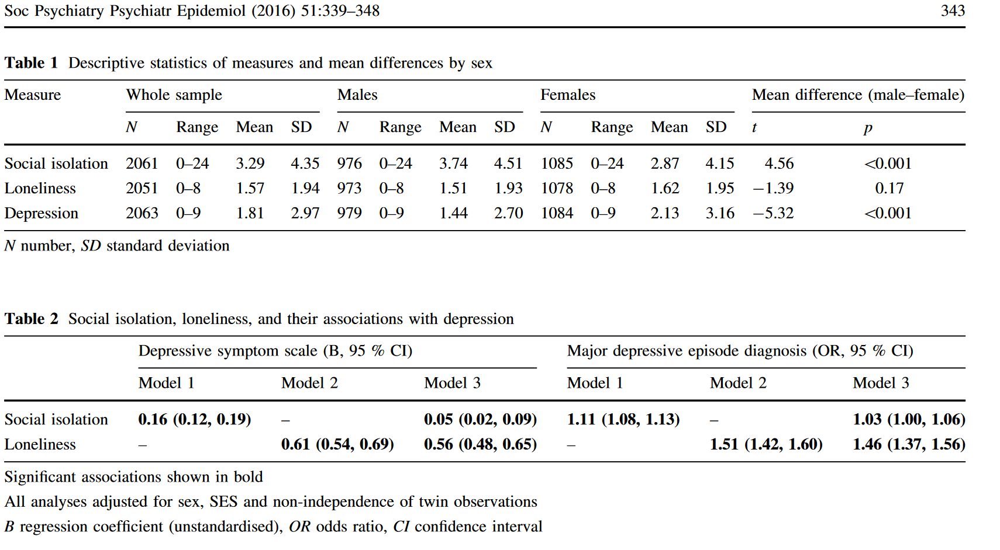 Soc Psychiatry Psychiatr Epidemiol (2016) 51:339–348 343
Table 1 Descriptive statistics of measures and mean differences by sex
Measure Whole sample Males Females Mean difference (male–female)
N Range Mean SD N Range Mean SD N Range Mean SD t p
Social isolation 2061 0–24 3.29 4.35 976 0–24 3.74 4.51 1085 0–24 2.87 4.15 4.56 <0.001
Loneliness 2051 0–8 1.57 1.94 973 0–8 1.51 1.93 1078 0–8 1.62 1.95 −1.39 0.17
Depression 2063 0–9 1.81 2.97 979 0–9 1.44 2.70 1084 0–9 2.13 3.16 −5.32 <0.001
N number, SD standard deviation
Table 2 Social isolation, loneliness, and their associations with depression
Depressive symptom scale (B, 95 % CI) Major depressive episode diagnosis (OR, 95 % CI)
Model 1 Model 2 Model 3 Model 1 Model 2 Model 3
Social isolation 0.16 (0.12, 0.19) – 0.05 (0.02, 0.09) 1.11 (1.08, 1.13) – 1.03 (1.00, 1.06)
Loneliness – 0.61 (0.54, 0.69) 0.56 (0.48, 0.65) – 1.51 (1.42, 1.60) 1.46 (1.37, 1.56)
Significant associations shown in bold
All analyses adjusted for sex, SES and non-independence of twin observations
B regression coefficient (unstandardised), OR odds ratio, CI confidence interval